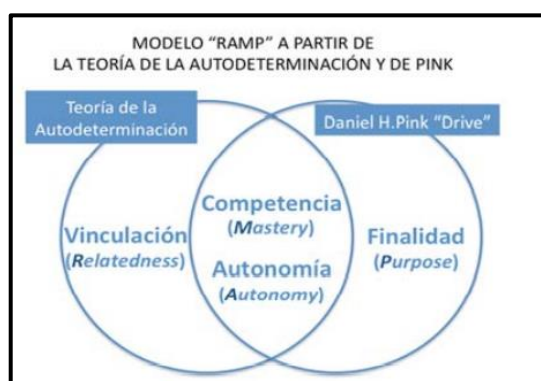 MODELO “RAMP” A PARTIR DE
LA TEORÍA DE LA AUTODETERMINACIÓN Y DE PINK
Teoría de la
Autodeterminación
Daniel H.Pink “Drive”
Vinculación
(Relatedness)
Competencia
(Mastery)
Autonomía
(Autonomy)
Finalidad
(Purpose)